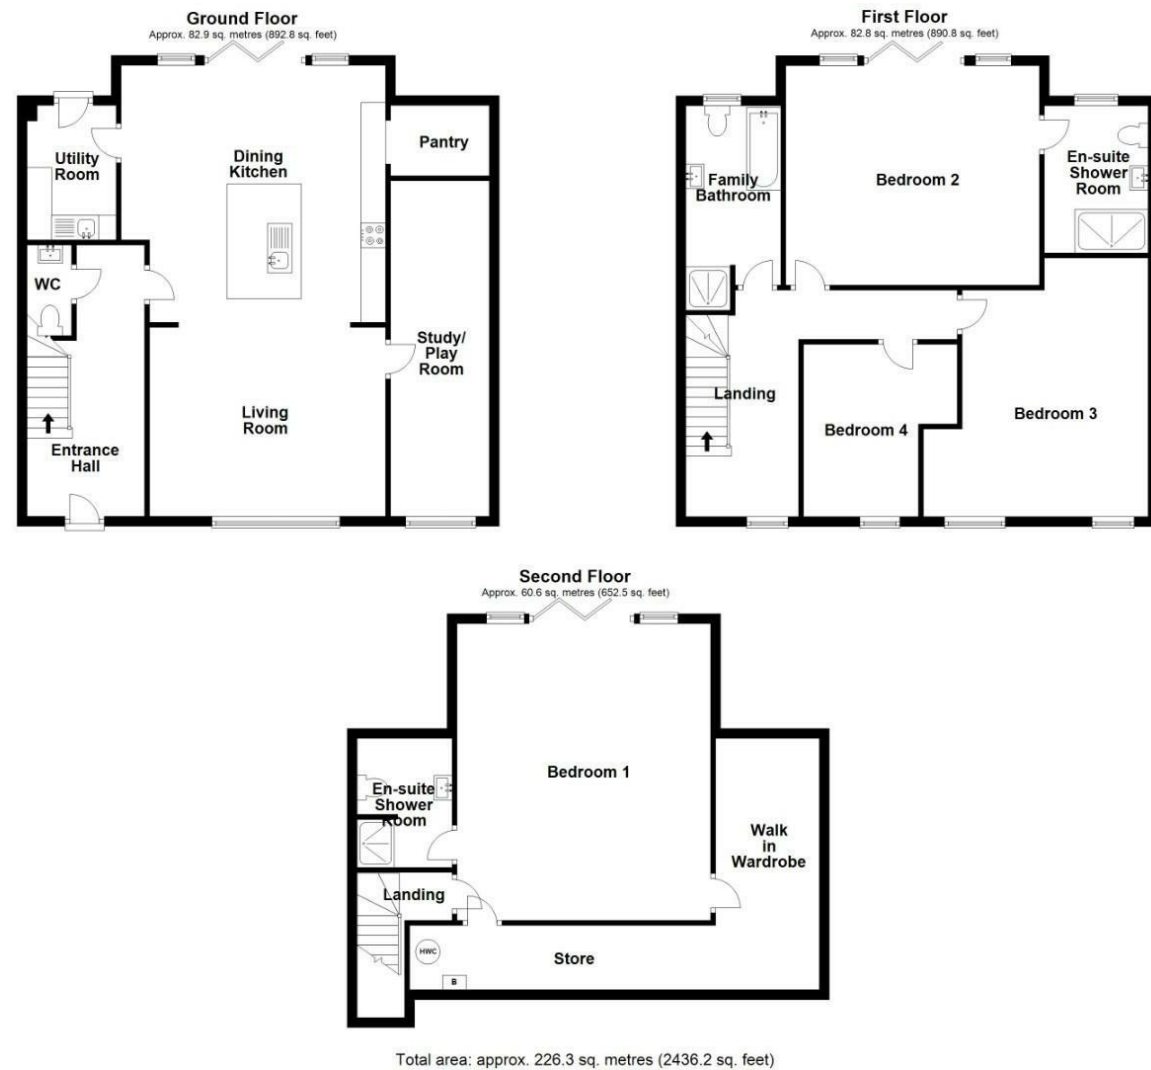 Ground Floor
Approx. 82.9 sq. metres (892.8 sq. feet)
Utility
Room
Dining
Kitchen
Pantry
WC
Study/
Play
Room
Living
Room
Entrance
Hall
First Floor
Approx. 82.8 sq. metres (890.8 sq. feet)
Family
Bathroom
Bedroom 2
En-suite
Shower
Room
Landing
Bedroom 4
Bedroom 3
Second Floor
Approx. 60.6 sq. metres (652.5 sq. feet)
Bedroom 1
En-suite
Shower
Room
Walk
in
Wardrobe
Landing
HWC
Store
B
Total area: approx. 226.3 sq. metres (2436.2 sq. feet)